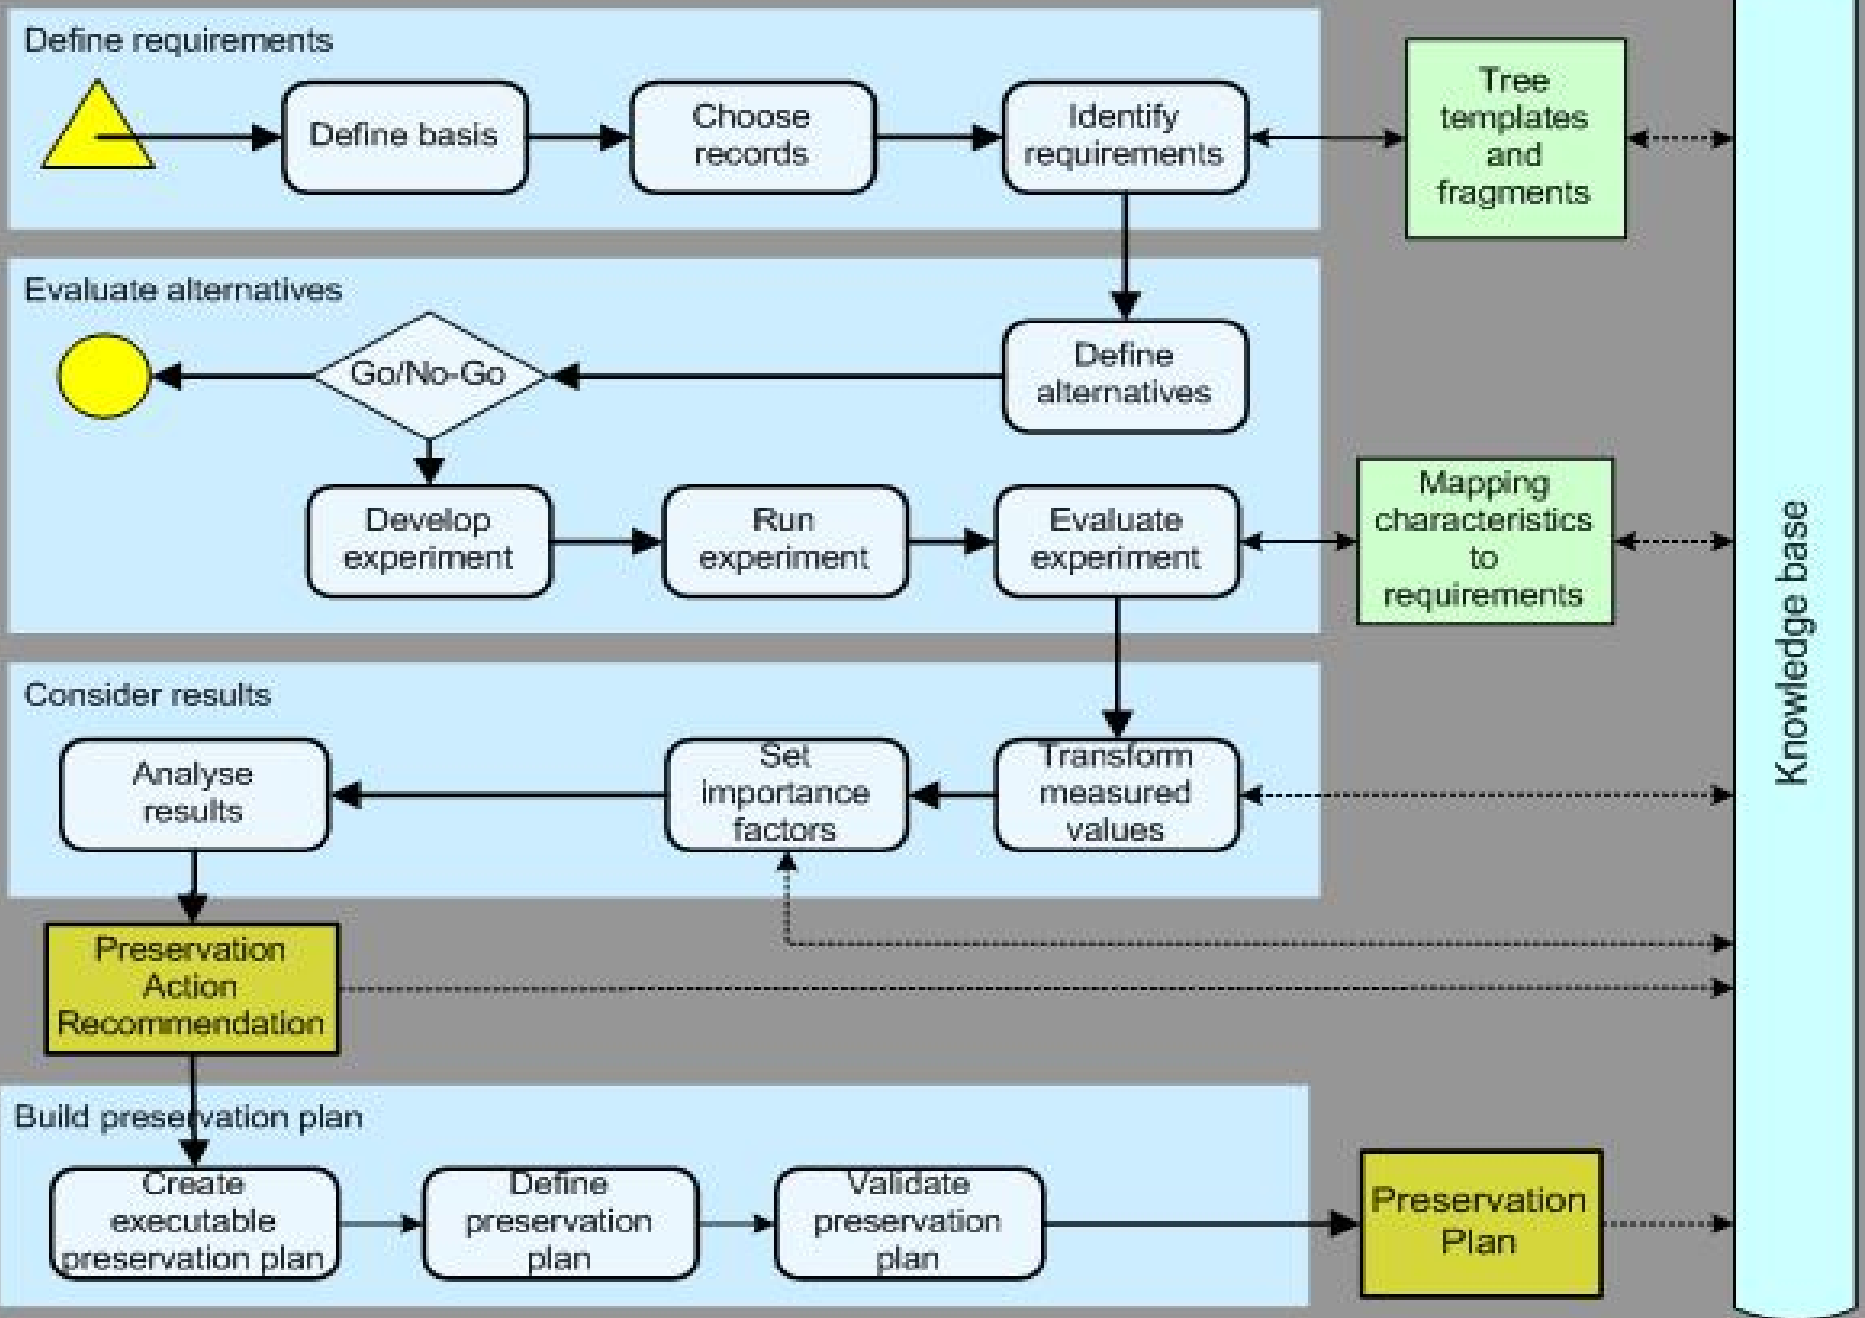 Define requirements
Define basis
Choose
records
Identify
requirements
Tree
templates
and
fragments
Evaluate alternatives
Go/No-Go
Define
alternatives
Develop
experiment
Run
experiment
Evaluate
experiment
Mapping
characteristics
to
requirements
Knowledge base
Consider results
Analyse
results
Set
importance
factors
Transform
measured
values
Preservation
Action
Recommendation
Build preservation plan
Create
executable
preservation plan
Define
preservation
plan
Validate
preservation
plan
Preservation
Plan